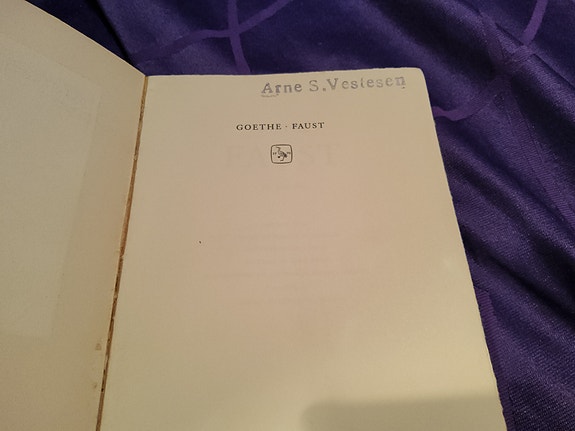 Arne S. Vestesen
GOETHE · FAUST